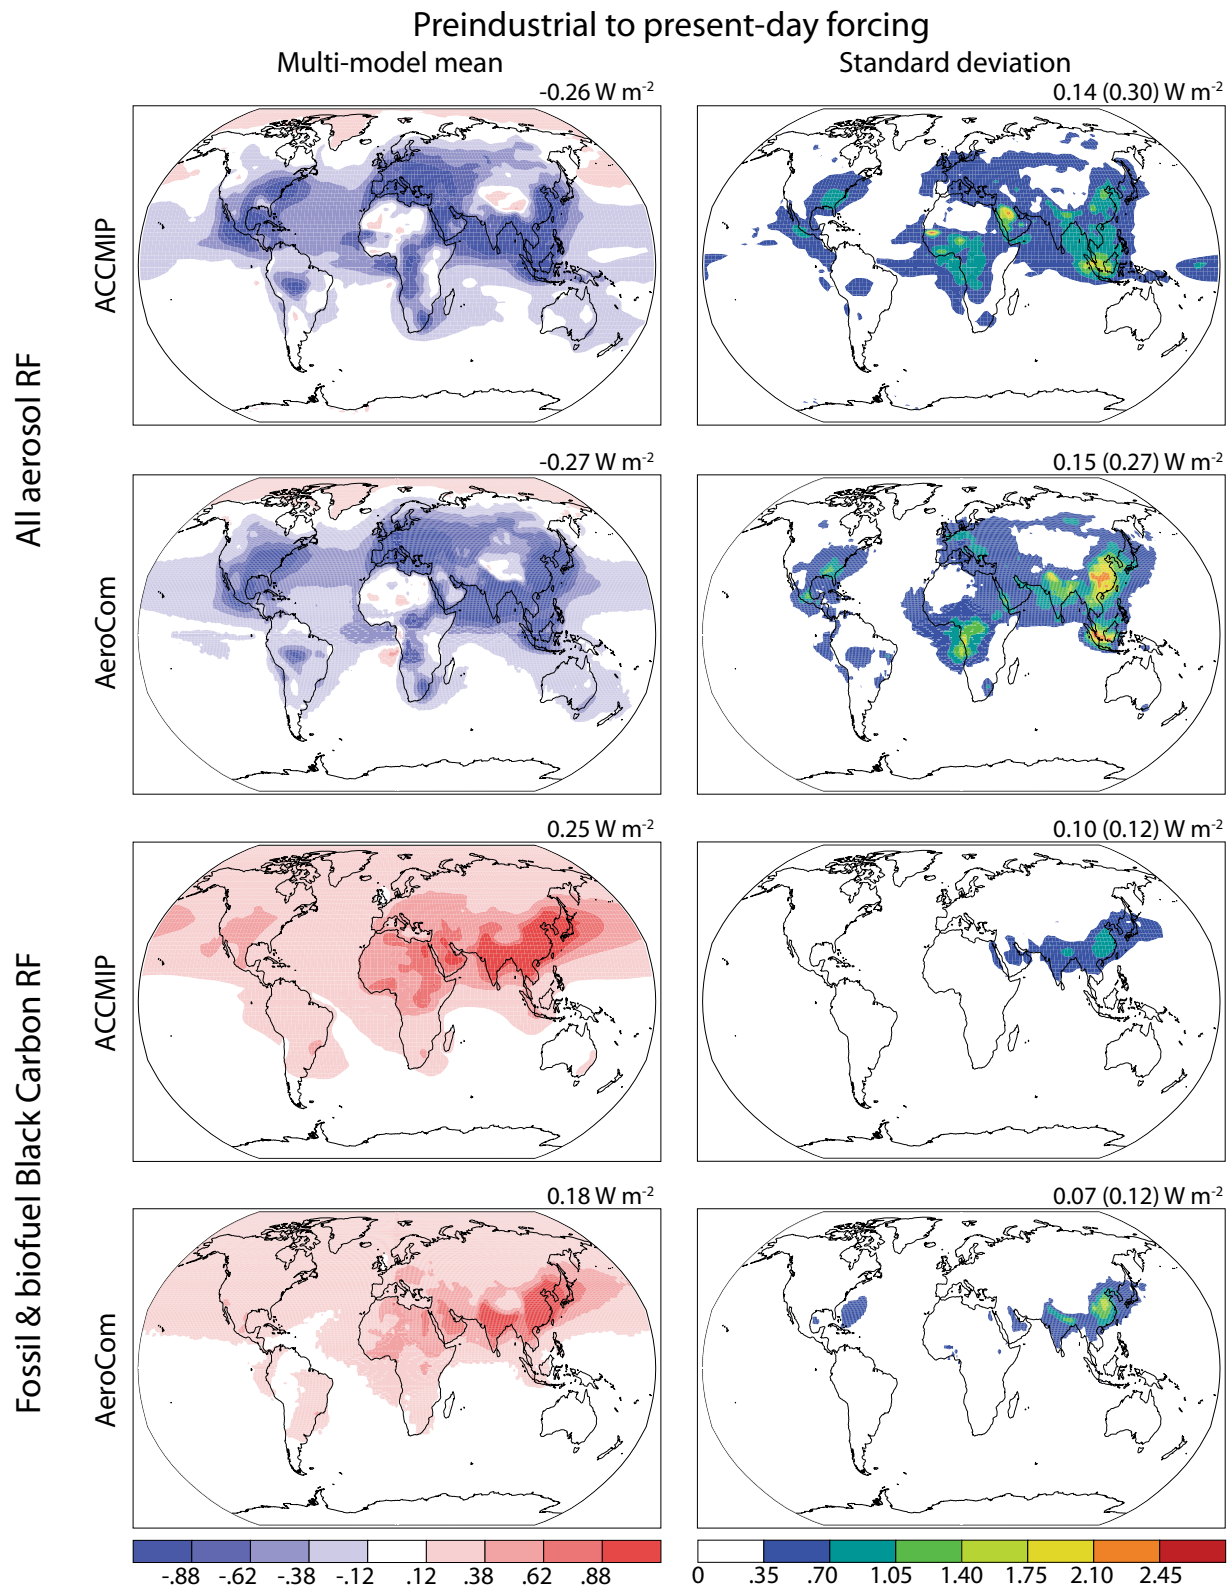 Preindustrial to present-day forcing
Multi-model mean
Standard deviation
All aerosol RF
ACCMIP
-0.26 W m⁻²
0.14 (0.30) W m⁻²
AeroCom
-0.27 W m⁻²
0.15 (0.27) W m⁻²
Fossil & biofuel Black Carbon RF
ACCMIP
0.25 W m⁻²
0.10 (0.12) W m⁻²
AeroCom
0.18 W m⁻²
0.07 (0.12) W m⁻²
-.88 -.62 -.38 -.12 .12 .38 .62 .88
0 .35 .70 1.05 1.40 1.75 2.10 2.45